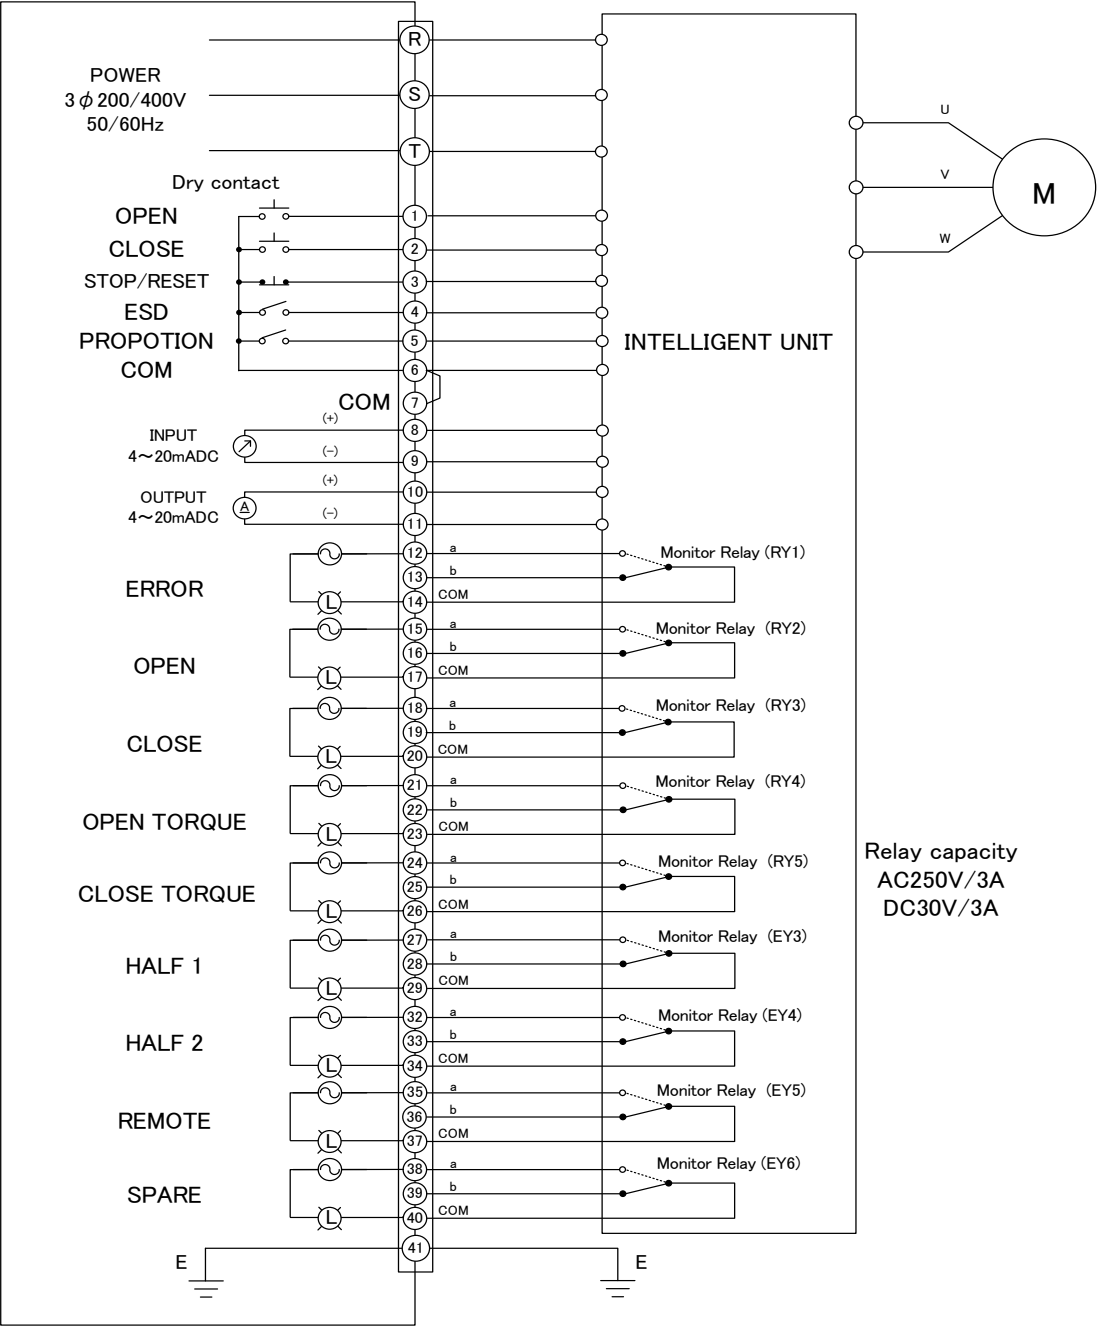 R
POWER
3φ200/400V
50/60Hz
S
T
U
V
W
M
Dry contact
OPEN
1
CLOSE
2
STOP/RESET
3
ESD
4
PROPOTION
5
INTELLIGENT UNIT
COM
6
COM
7
INPUT
4～20mADC
(+)
8
(-)
9
OUTPUT
4～20mADC
A
(+)
10
(-)
11
ERROR
L
12
a
Monitor Relay (RY1)
13
b
14
COM
OPEN
L
15
a
Monitor Relay (RY2)
16
b
17
COM
CLOSE
L
18
a
Monitor Relay (RY3)
19
b
20
COM
OPEN TORQUE
L
21
a
Monitor Relay (RY4)
22
b
23
COM
Relay capacity
AC250V/3A
DC30V/3A
CLOSE TORQUE
L
24
a
Monitor Relay (RY5)
25
b
26
COM
HALF 1
L
27
a
Monitor Relay (EY3)
28
b
29
COM
HALF 2
L
32
a
Monitor Relay (EY4)
33
b
34
COM
REMOTE
L
35
a
Monitor Relay (EY5)
36
b
37
COM
SPARE
L
38
a
Monitor Relay (EY6)
39
b
40
COM
E
41
E